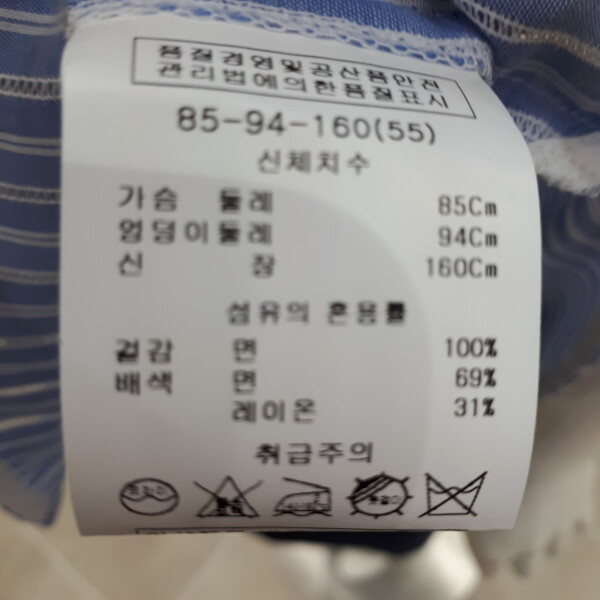 품질경영및공산품안전
관리법에의한품질표시
85-94-160(55)
신체치수
가슴 둘레 85Cm
엉덩이둘레 94Cm
신 장 160Cm
섬유의 혼용률
겉감 면 100%
배색 면 69%
레이온 31%
취급주의
드라이